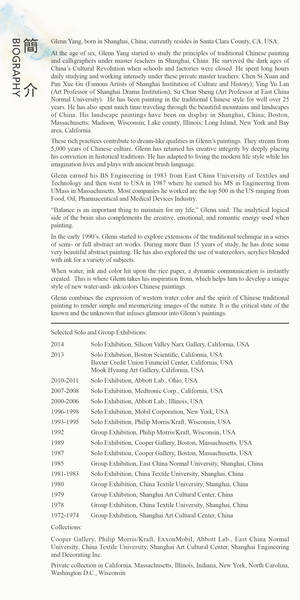 簡介
BIOGRAPHY
Glenn Yang, born in Shanghai, China; currently resides in Santa Clara County, CA, USA.
At the age of six, Glenn Yang started to study the principles of traditional Chinese painting
and calligraphers under master teachers in Shanghai, China. He survived the dark ages of
China's Cultural Revolution when schools and factories were closed. He spent long hours
daily studying and working intensely under these private master teachers: Chen Si Xuan and
Pan Xue Gu (Famous Artists of Shanghai Institution of Culture and History); Ying Yu Lan
(Art Professor of Shanghai Drama Institution); Su Chun Sheng (Art Professor at East China
Normal University). He has been painting in the traditional Chinese style for well over 25
years. He has also spent much time traveling through the beautiful mountains and landscapes
of China. His landscape paintings have been on display in Shanghai, China; Boston,
Massachusetts; Madison, Wisconsin; Lake county, Illinois; Long Island, New York and Bay
area, California.
These rich practices contribute to dream-like qualities in Glenn's paintings. They stream from
5,000 years of Chinese culture. Glenn has retained his creative integrity by deeply placing
his conviction in historical traditions. He has adapted to living the modern life style while his
imagination lives and plays with ancient brush language.
Glenn earned his BS Engineering in 1983 from East China University of Textiles and
Technology and then went to USA in 1987 where he earned his MS in Engineering from
UMass in Massachusetts. Most companies he worked are the top 500 in the US ranging from
Food, Oil, Pharmaceutical and Medical Devices Industry.
"Balance is an important thing to maintain for my life," Glenn said. The analytical logical
side of the brain also complements the creative, emotional, and romantic energy used when
painting.
In the early 1990's, Glenn started to explore extensions of the traditional technique in a series
of semi- or full abstract art works. During more than 15 years of study, he has done some
very beautiful abstract painting. He has also explored the use of watercolors, acrylics blended
with ink for a variety of subjects.
When water, ink and color hit upon the rice paper, a dynamic communication is instantly
created. This is where Glenn takes his inspiration from, which helps him to develop a unique
style of new water-and- ink/colors Chinese paintings.
Glenn combines the expression of western water color and the spirit of Chinese traditional
painting to render simple and mesmerizing images of the nature. It is the critical state of the
known and the unknown that infuses glamour into Glenn's paintings.
Selected Solo and Group Exhibitions:
2014 Solo Exhibition, Silicon Valley Narx Gallery, California, USA
2013 Solo Exhibition, Boston Scientific, California, USA
Baxter Credit Union Financial Center, California, USA
Mook Hyang Art Gallery, California, USA
2010-2011 Solo Exhibition, Abbott Lab., Ohio, USA
2007-2008 Solo Exhibition, Medtronic Corp., California, USA
2000-2006 Solo Exhibition, Abbott Lab., Illinois, USA
1996-1998 Solo Exhibition, Mobil Corporation, New York, USA
1993-1995 Solo Exhibition, Philip Morris/Kraft, Wisconsin, USA
1992 Group Exhibition, Philip Morris/Kraft, Wisconsin, USA
1989 Solo Exhibition, Cooper Gallery, Boston, Massachusetts, USA
1987 Solo Exhibition, Cooper Gallery, Boston, Massachusetts, USA
1985 Group Exhibition, East China Normal University, Shanghai, China
1981-1983 Solo Exhibition, China Textile University, Shanghai, China
1980 Group Exhibition, China Textile University, Shanghai, China
1979 Group Exhibition, Shanghai Art Cultural Center, China
1978 Group Exhibition, China Textile University, Shanghai, China
1972-1974 Group Exhibition, Shanghai Art Cultural Center, China
Collections:
Cooper Gallery, Philip Morris/Kraft, ExxonMobil, Abbott Lab., East China Normal
University, China Textile University, Shanghai Art Cultural Center, Shanghai Engineering
and Decorating Inc.
Private collection in California, Massachusetts, Illinois, Indiana, New York, North Carolina,
Washington D.C., Wisconsin